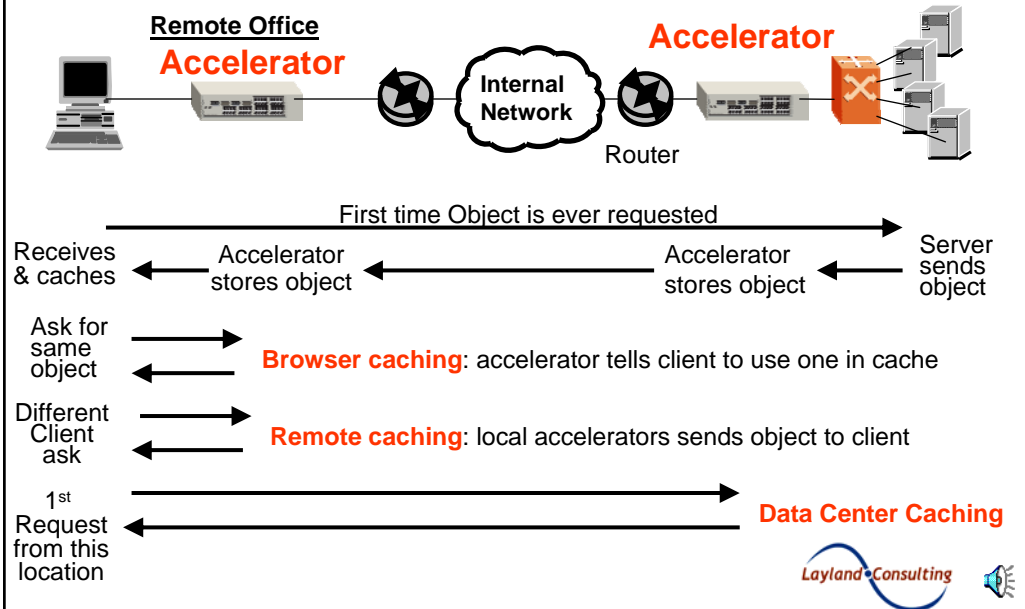 Remote Office
Accelerator
Accelerator
Internal
Network
Router
First time Object is ever requested
Receives
& caches
Accelerator
stores object
Accelerator
stores object
Server
sends
object
Ask for
same
object
Browser caching: accelerator tells client to use one in cache
Different
Client
ask
Remote caching: local accelerators sends object to client
1st
Request
from this
location
Data Center Caching
Layland Consulting